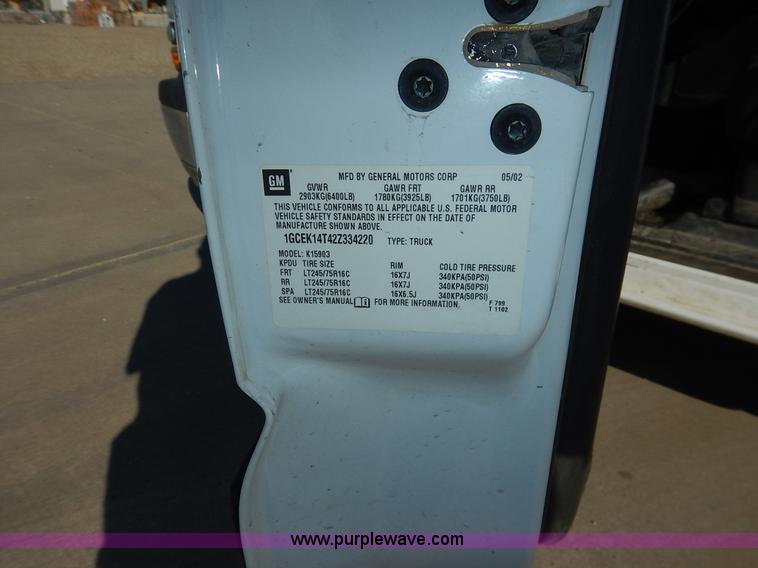 GM MFD BY GENERAL MOTORS CORP 05/02
GVWR GAWR FRT GAWR RR
2903KG(6400LB) 1780KG(3925LB) 1701KG(3750LB)
THIS VEHICLE CONFORMS TO ALL APPLICABLE U.S. FEDERAL MOTOR
VEHICLE SAFETY STANDARDS IN EFFECT ON THE DATE OF
MANUFACTURE SHOWN ABOVE.
1GCEK14T42Z334220 TYPE: TRUCK
MODEL: K15903
KPDU TIRE SIZE RIM COLD TIRE PRESSURE
FRT LT245/75R16C 16X7J 340KPA(50PSI)
RR LT245/75R16C 16X7J 340KPA(50PSI)
SPA LT245/75R16C 16X6.5J 340KPA(50PSI)
SEE OWNER'S MANUAL FOR MORE INFORMATION. F 799
T 1102
www.purplewave.com